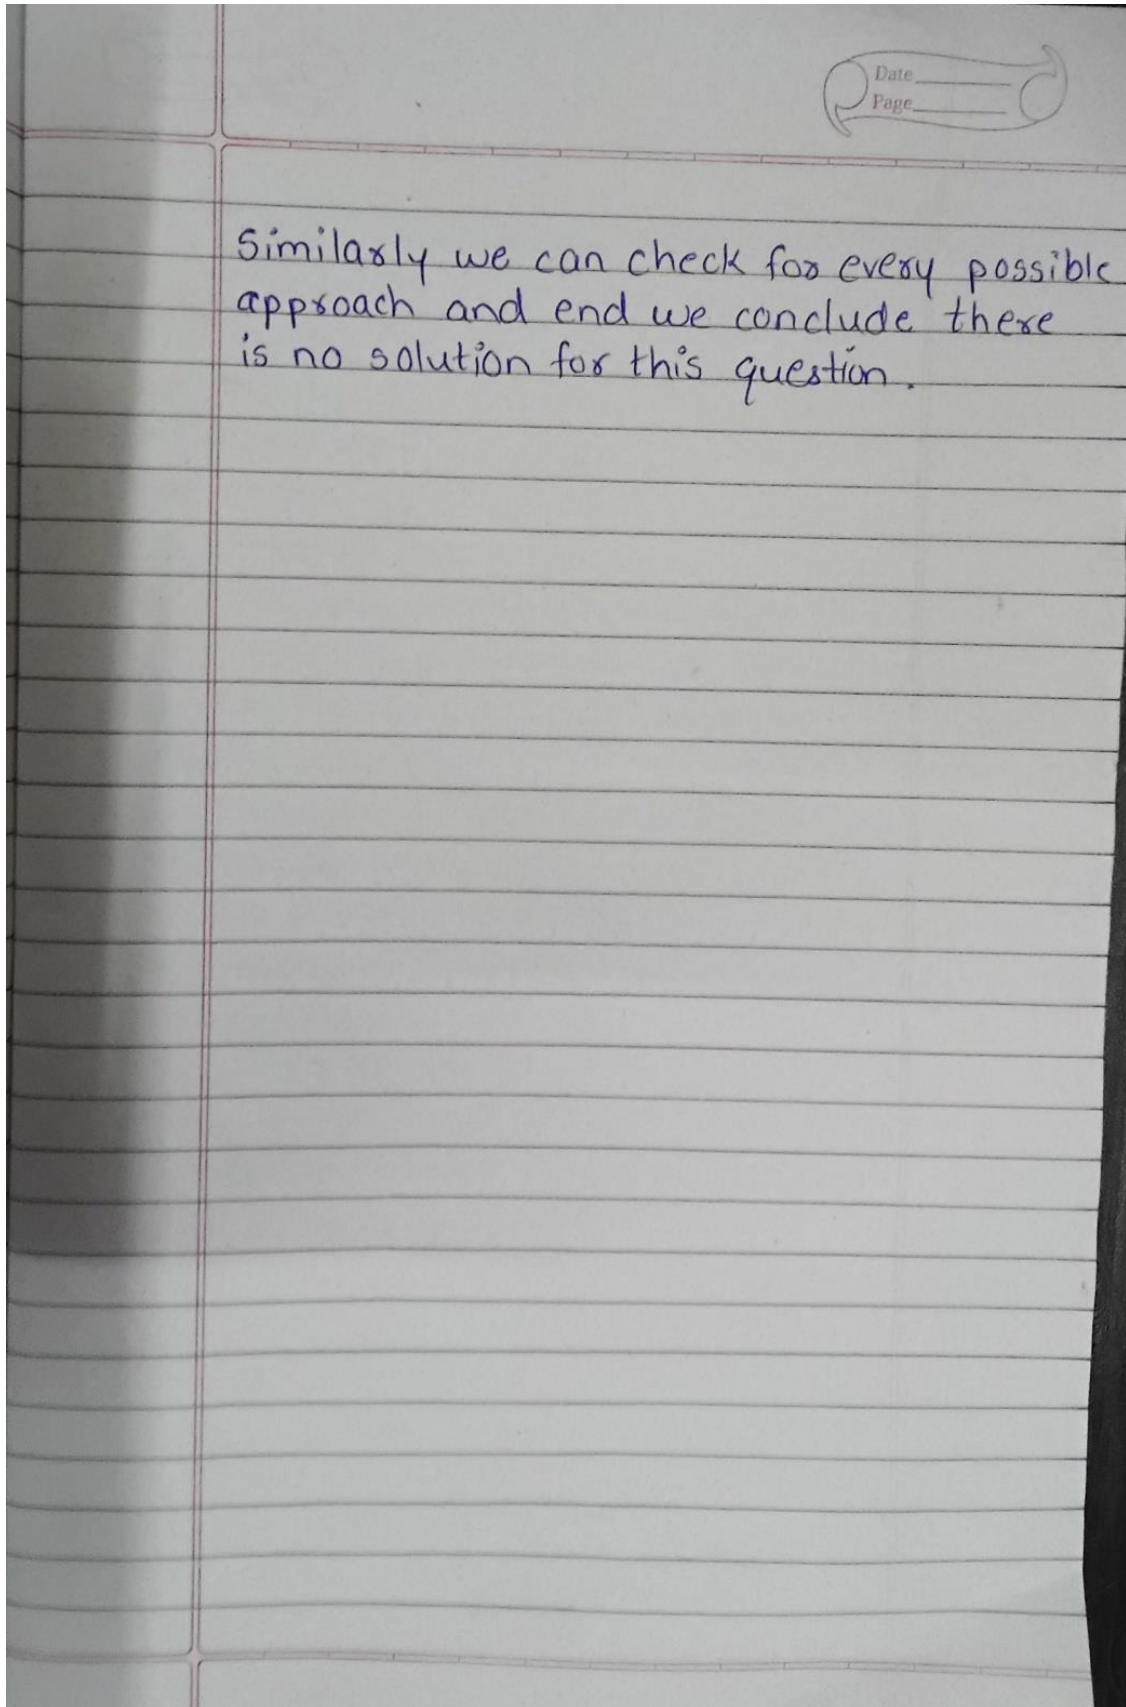 Date
Page
Similarly we can check for every possible
approach and end we conclude there
is no solution for this question.